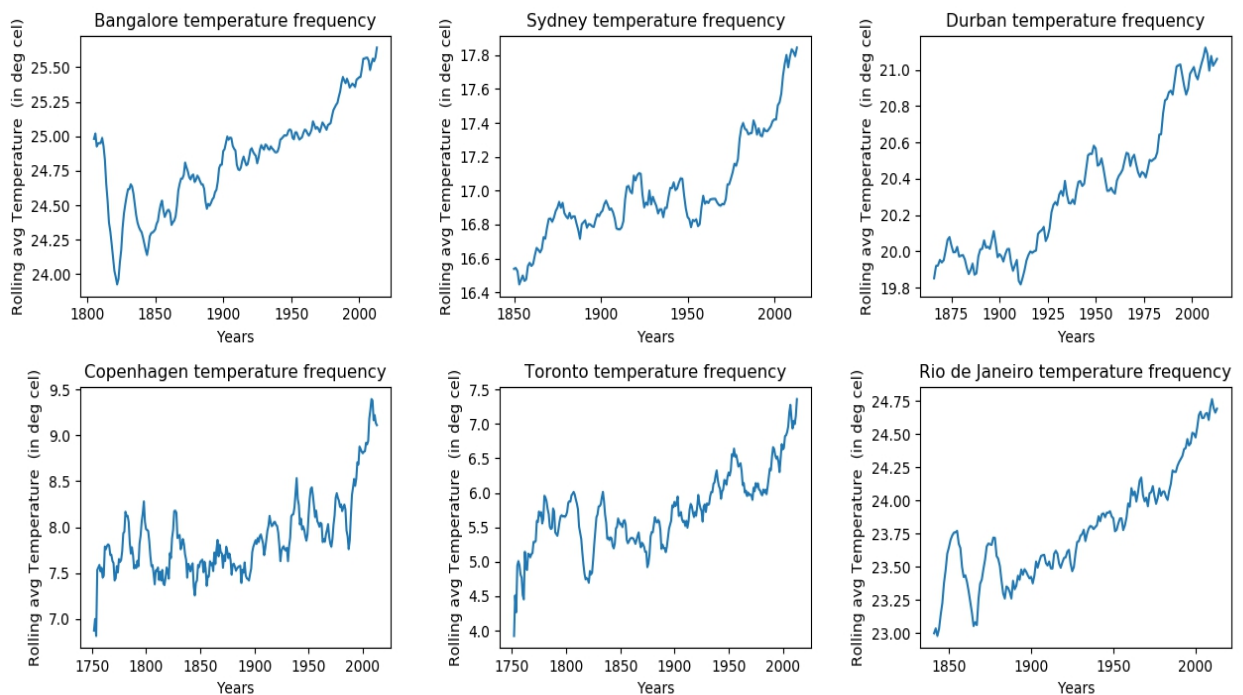 Bangalore temperature frequency
Rolling avg Temperature (in deg cel)
25.50
25.25
25.00
24.75
24.50
24.25
24.00
1800 1850 1900 1950 2000
Years
Sydney temperature frequency
Rolling avg Temperature (in deg cel)
17.8
17.6
17.4
17.2
17.0
16.8
16.6
16.4
1850 1900 1950 2000
Years
Durban temperature frequency
Rolling avg Temperature (in deg cel)
21.0
20.8
20.6
20.4
20.2
20.0
19.8
1875 1900 1925 1950 1975 2000
Years
Copenhagen temperature frequency
Rolling avg Temperature (in deg cel)
9.5
9.0
8.5
8.0
7.5
7.0
1750 1800 1850 1900 1950 2000
Years
Toronto temperature frequency
Rolling avg Temperature (in deg cel)
7.5
7.0
6.5
6.0
5.5
5.0
4.5
4.0
1750 1800 1850 1900 1950 2000
Years
Rio de Janeiro temperature frequency
Rolling avg Temperature (in deg cel)
24.75
24.50
24.25
24.00
23.75
23.50
23.25
23.00
1850 1900 1950 2000
Years